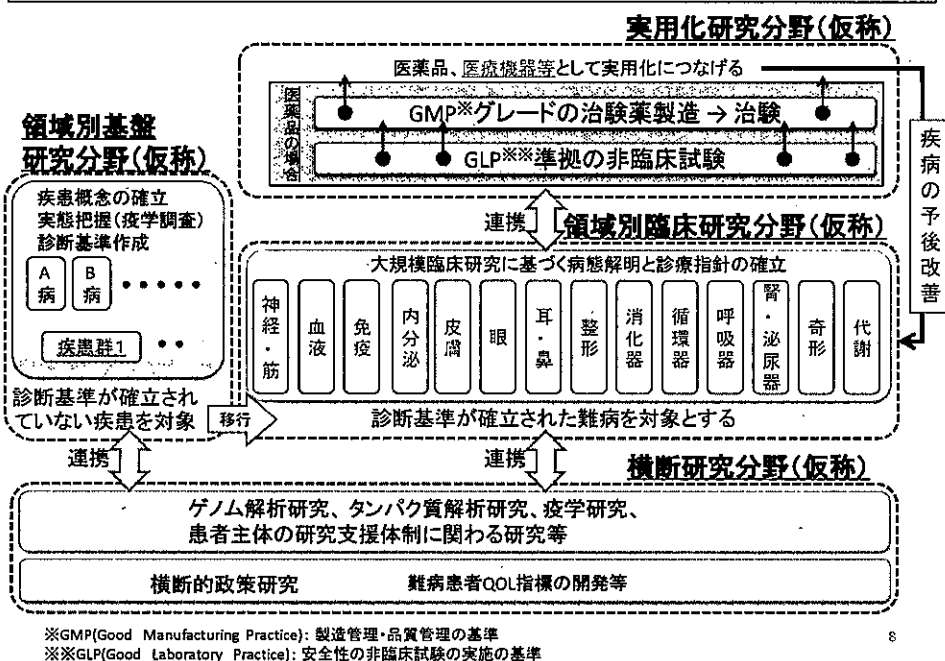 実用化研究分野(仮称)
医薬品、医療機器等として実用化につなげる
医薬品の場合
GMP※グレードの治験薬製造 → 治験
GLP※※準拠の非臨床試験
疾病の予後改善
領域別基盤
研究分野(仮称)
疾患概念の確立
実態把握(疫学調査)
診断基準作成
A病
B病
・・・・・
疾患群1
・・
診断基準が確立され
ていない疾患を対象
移行
連携
領域別臨床研究分野(仮称)
大規模臨床研究に基づく病態解明と診療指針の確立
神経・筋
血液
免疫
内分泌
皮膚
眼
耳・鼻
整形
消化器
循環器
呼吸器
腎・泌尿器
奇形
代謝
診断基準が確立された難病を対象とする
連携
連携
横断研究分野(仮称)
ゲノム解析研究、タンパク質解析研究、疫学研究、
患者主体の研究支援体制に関わる研究等
横断的政策研究 難病患者QOL指標の開発等
※GMP(Good Manufacturing Practice): 製造管理・品質管理の基準
※※GLP(Good Laboratory Practice): 安全性の非臨床試験の実施の基準
8